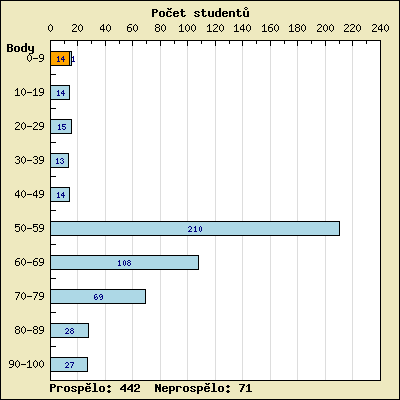 Počet studentů
0 20 40 60 80 100 120 140 160 180 200 220 240
Body
0-9 14 1
10-19 14
20-29 15
30-39 13
40-49 14
50-59 210
60-69 108
70-79 69
80-89 28
90-100 27
Prospělo: 442 Neprospělo: 71